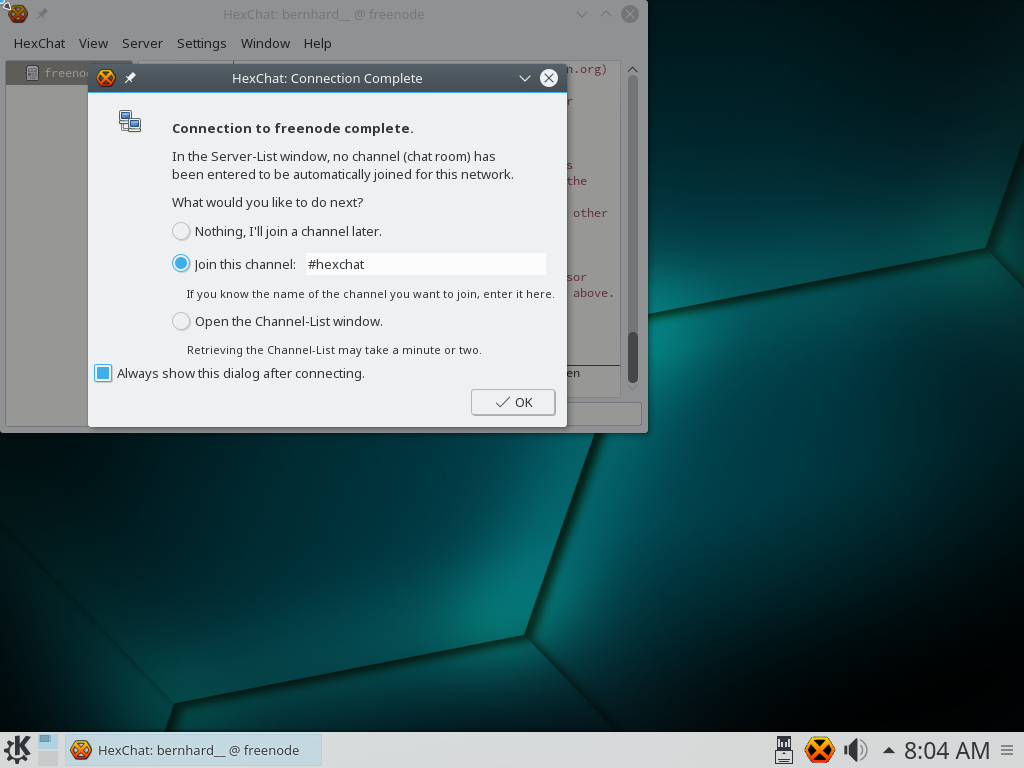 HexChat: bernhard__ @ freenode
HexChat View Server Settings Window Help
HexChat: Connection Complete
Connection to freenode complete.
In the Server-List window, no channel (chat room) has
been entered to be automatically joined for this network.
What would you like to do next?
Nothing, I'll join a channel later.
Join this channel: #hexchat
If you know the name of the channel you want to join, enter it here.
Open the Channel-List window.
Retrieving the Channel-List may take a minute or two.
Always show this dialog after connecting.
OK
the
other
above.
HexChat: bernhard__ @ freenode
8:04 AM